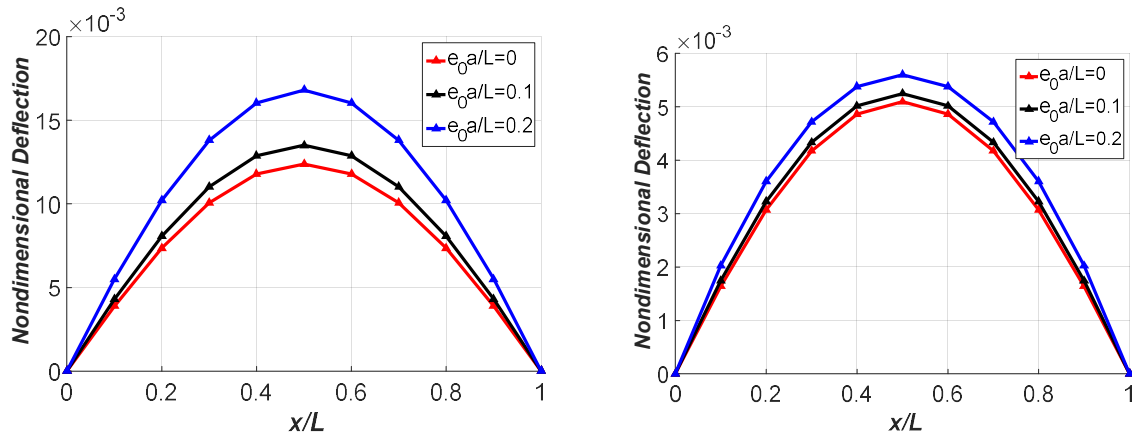 ×10⁻³
20
15
10
5
0
0
0.2
0.4
0.6
0.8
1
Nondimensional Deflection
x/L
e₀a/L=0
e₀a/L=0.1
e₀a/L=0.2
×10⁻³
6
5
4
3
2
1
0
0
0.2
0.4
0.6
0.8
1
Nondimensional Deflection
x/L
e₀a/L=0
e₀a/L=0.1
e₀a/L=0.2